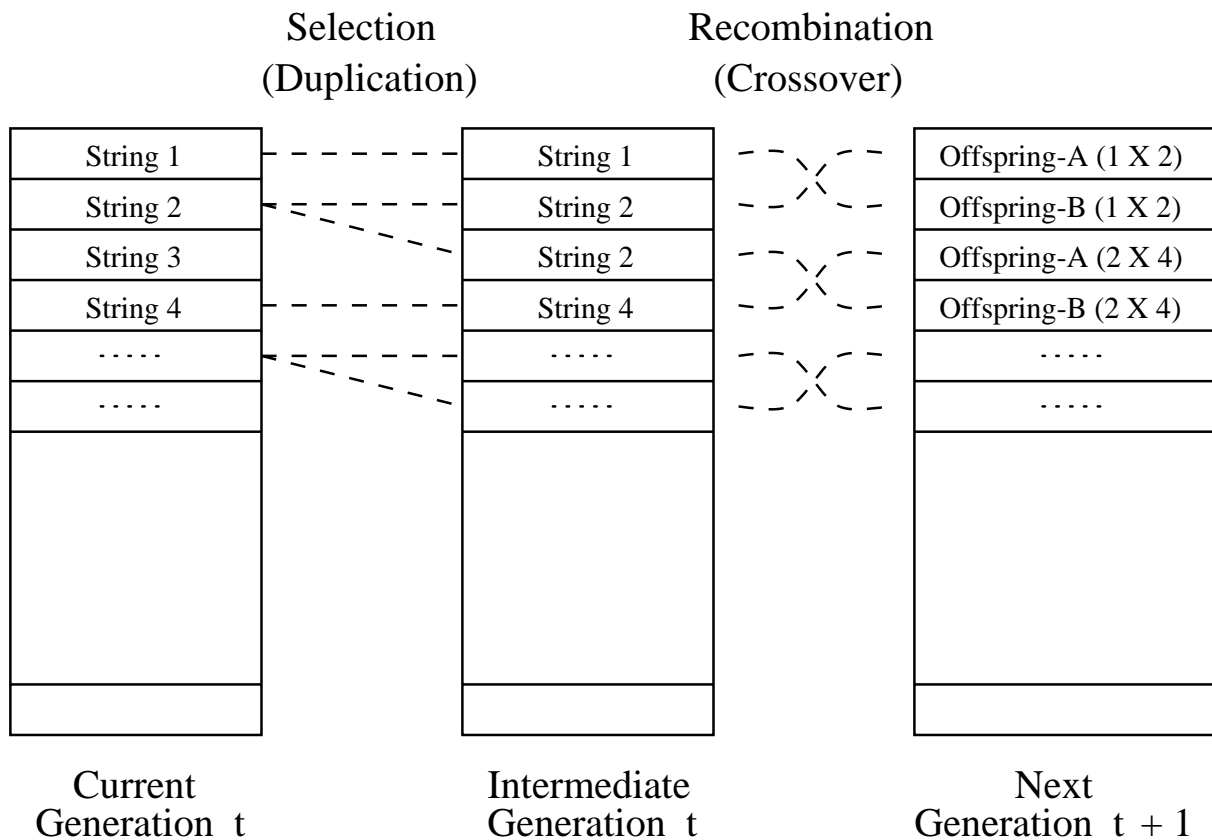 Selection
(Duplication)
Recombination
(Crossover)
String 1
String 2
String 3
String 4
- - - - -
- - - - -
String 1
String 2
String 2
String 4
- - - - -
- - - - -
Offspring-A (1 X 2)
Offspring-B (1 X 2)
Offspring-A (2 X 4)
Offspring-B (2 X 4)
- - - - -
- - - - -
Current
Generation t
Intermediate
Generation t
Next
Generation t + 1